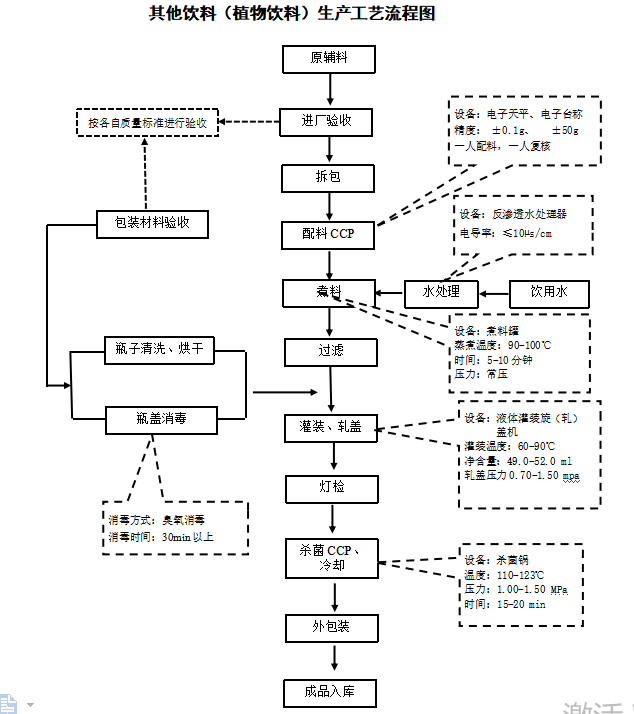 其他饮料（植物饮料）生产工艺流程图
原辅料
进厂验收
按各自质量标准进行验收
设备：电子天平、电子台称
精度： ±0.1g、 ±50g
一人配料，一人复核
拆包
包装材料验收
配料 CCP
设备：反渗透水处理器
电导率：≤10μs/cm
煮料
水处理
饮用水
设备：煮料罐
蒸煮温度：90-100℃
时间：5-10 分钟
压力：常压
瓶子清洗、烘干
过滤
瓶盖消毒
灌装、轧盖
设备：液体灌装旋（轧）
盖机
灌装温度：60-90℃
净含量：49.0-52.0 ml
轧盖压力 0.70-1.50 mpa
灯检
消毒方式：臭氧消毒
消毒时间：30min 以上
杀菌 CCP、
冷却
设备：杀菌锅
温度：110-123℃
压力：1.00-1.50 MPa
时间：15-20 min
外包装
成品入库
激活